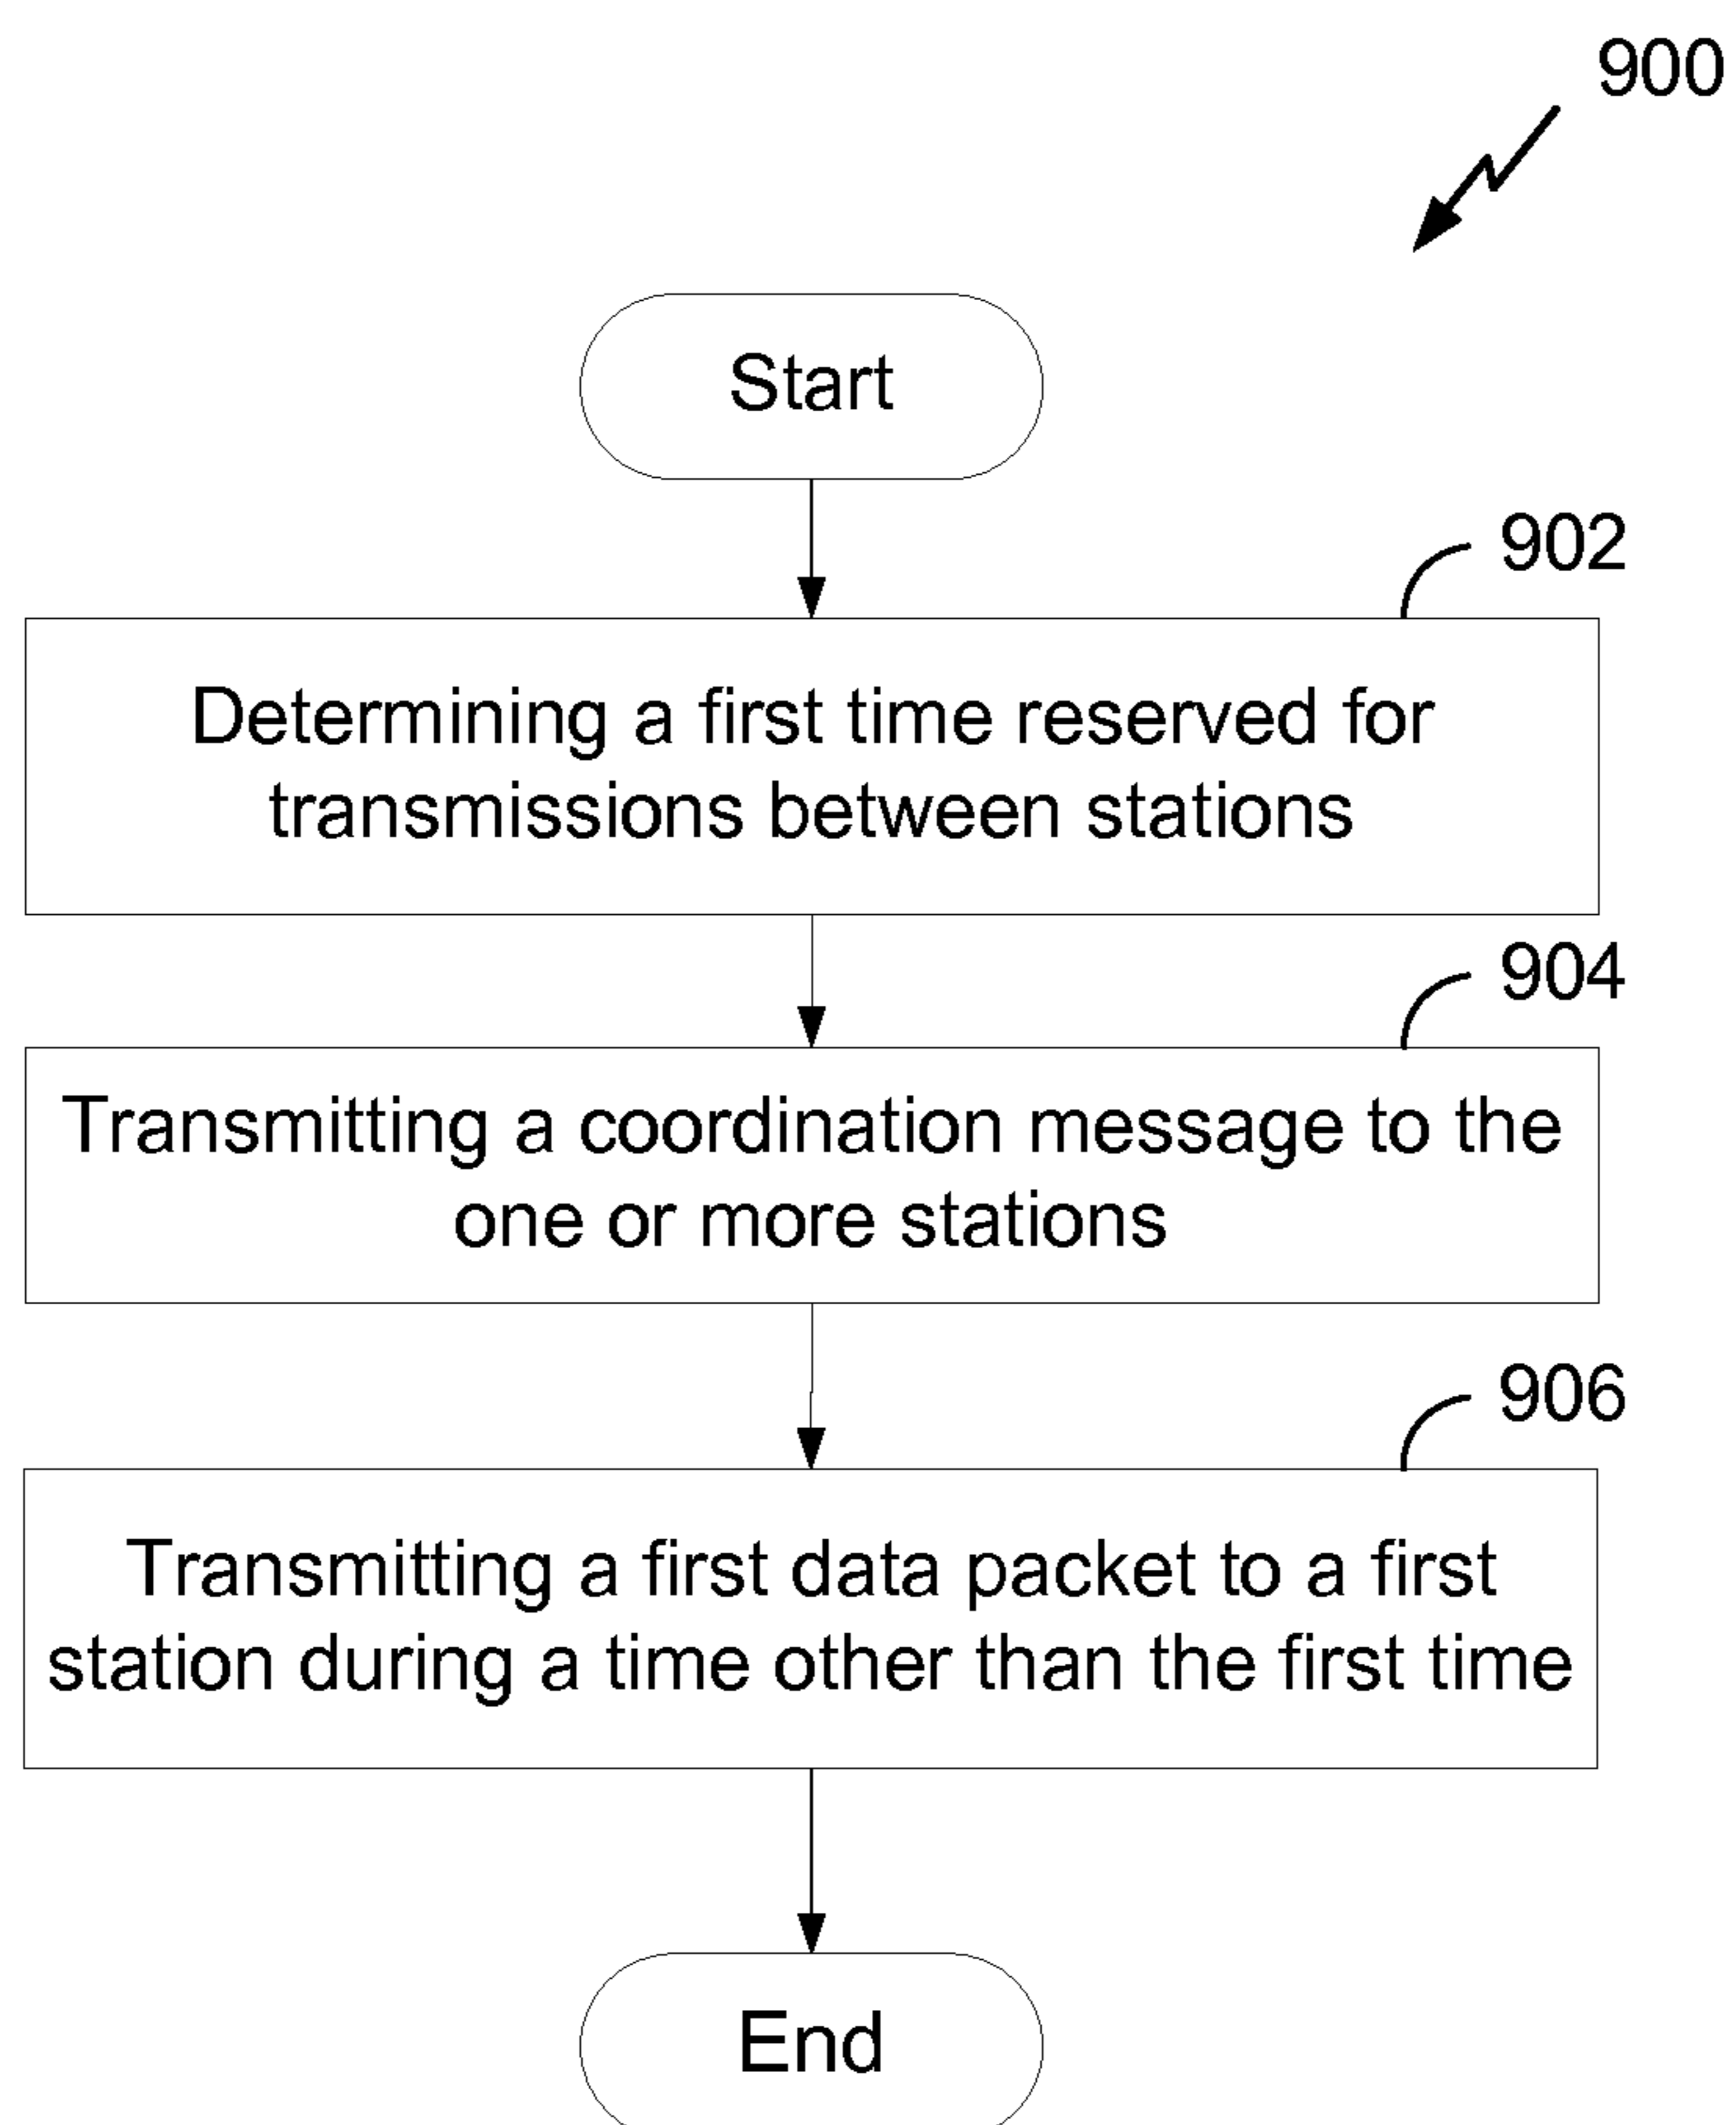 900
Start
902
Determining a first time reserved for
transmissions between stations
904
Transmitting a coordination message to the
one or more stations
906
Transmitting a first data packet to a first
station during a time other than the first time
End